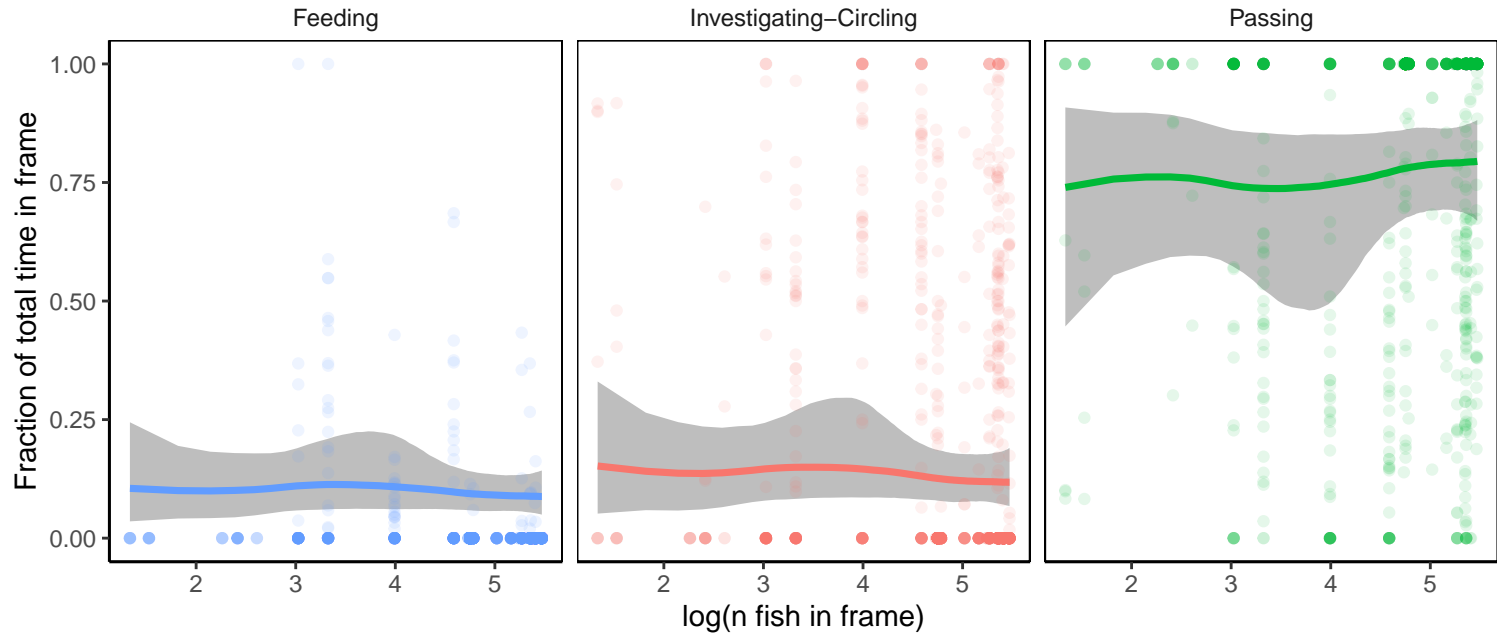 Feeding
Investigating−Circling
Passing
Fraction of total time in frame
1.00
0.75
0.50
0.25
0.00
2 3 4 5
2 3 4 5
2 3 4 5
log(n fish in frame)